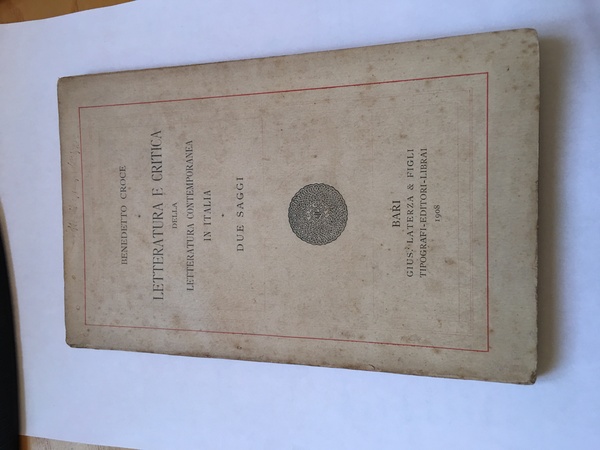 BENEDETTO CROCE
LETTERATURA E CRITICA
DELLA
LETTERATURA CONTEMPORANEA
IN ITALIA
DUE SAGGI
BARI
GIUS. LATERZA & FIGLI
TIPOGRAFI-EDITORI-LIBRAI
1908